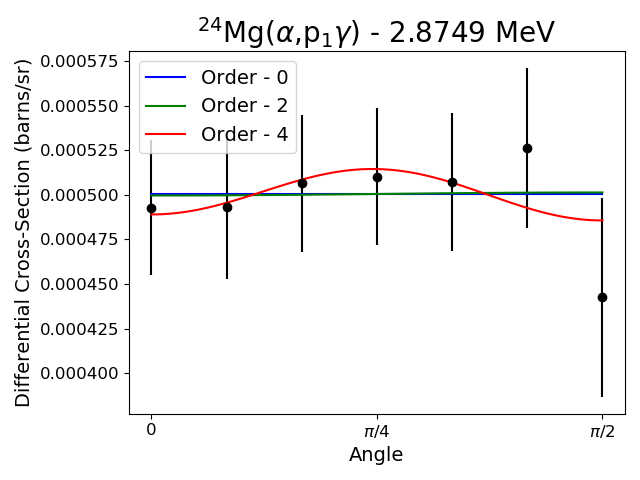 ²⁴Mg(α,p₁γ) - 2.8749 MeV
Differential Cross-Section (barns/sr)
0.000575
0.000550
0.000525
0.000500
0.000475
0.000450
0.000425
0.000400
Order - 0
Order - 2
Order - 4
0
π/4
π/2
Angle